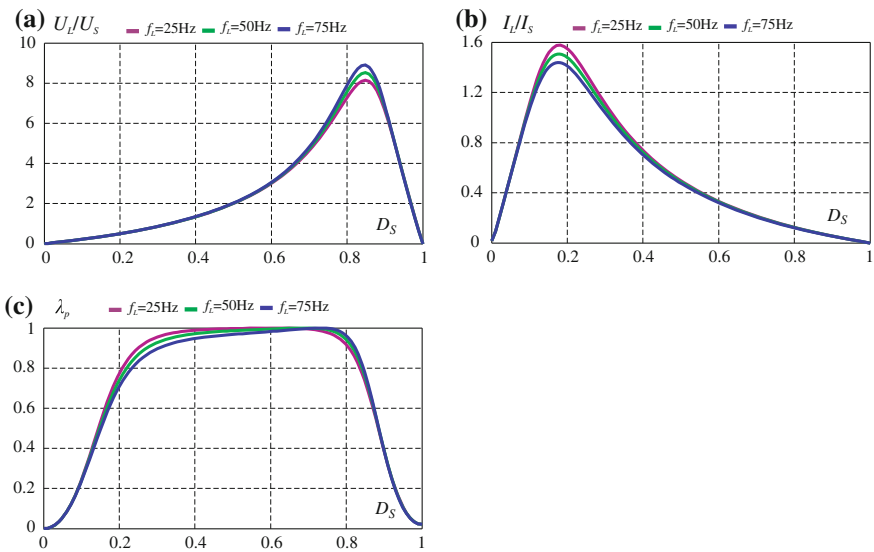 (a) U_L/U_S f_L=25Hz f_L=50Hz f_L=75Hz
10
8
6
4
2
0
D_S
0 0.2 0.4 0.6 0.8 1
(b) I_L/I_S f_L=25Hz f_L=50Hz f_L=75Hz
1.6
1.2
0.8
0.4
0
D_S
0 0.2 0.4 0.6 0.8 1
(c) λ_p f_L=25Hz f_L=50Hz f_L=75Hz
1
0.8
0.6
0.4
0.2
0
D_S
0 0.2 0.4 0.6 0.8 1